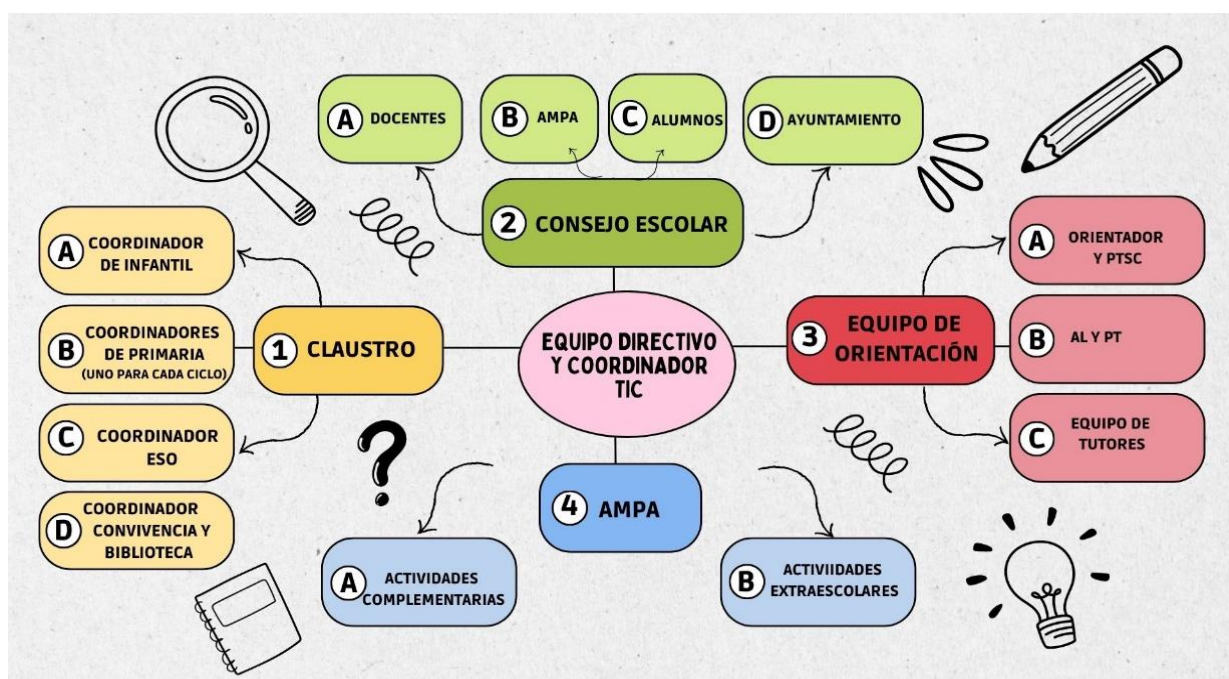 EQUIPO DIRECTIVO
Y COORDINADOR
TIC
1 CLAUSTRO
A COORDINADOR
DE INFANTIL
B COORDINADORES
DE PRIMARIA
(UNO PARA CADA CICLO)
C COORDINADOR
ESO
D COORDINADOR
CONVIVENCIA Y
BIBLIOTECA
2 CONSEJO ESCOLAR
A DOCENTES
B AMPA
C ALUMNOS
D AYUNTAMIENTO
3 EQUIPO DE
ORIENTACIÓN
A ORIENTADOR
Y PTSC
B AL Y PT
C EQUIPO DE
TUTORES
?
4 AMPA
A ACTIVIDADES
COMPLEMENTARIAS
B ACTIVIIDADES
EXTRAESCOLARES